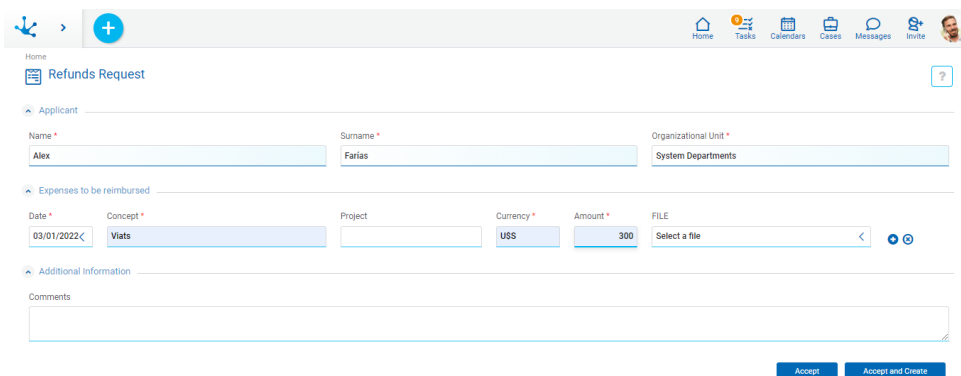 9
Home Tasks Calendars Cases Messages Invite
Home
Refunds Request
?
Applicant
Name * Surname * Organizational Unit *
Alex Farías System Departments
Expenses to be reimbursed
Date * Concept * Project Currency * Amount * FILE
03/01/2022 Viats U$S 300 Select a file
Additional Information
Comments
Accept Accept and Create